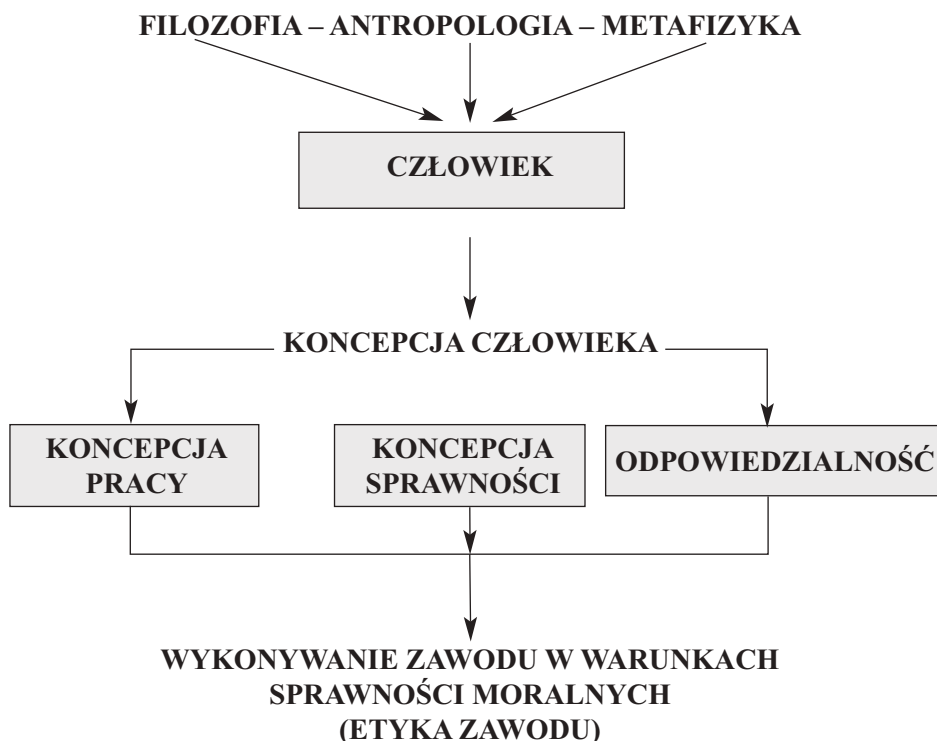 FILOZOFIA – ANTROPOLOGIA – METAFIZYKA
CZŁOWIEK
KONCEPCJA CZŁOWIEKA
KONCEPCJA
PRACY
KONCEPCJA
SPRAWNOŚCI
ODPOWIEDZIALNOŚĆ
WYKONYWANIE ZAWODU W WARUNKACH
SPRAWNOŚCI MORALNYCH
(ETYKA ZAWODU)